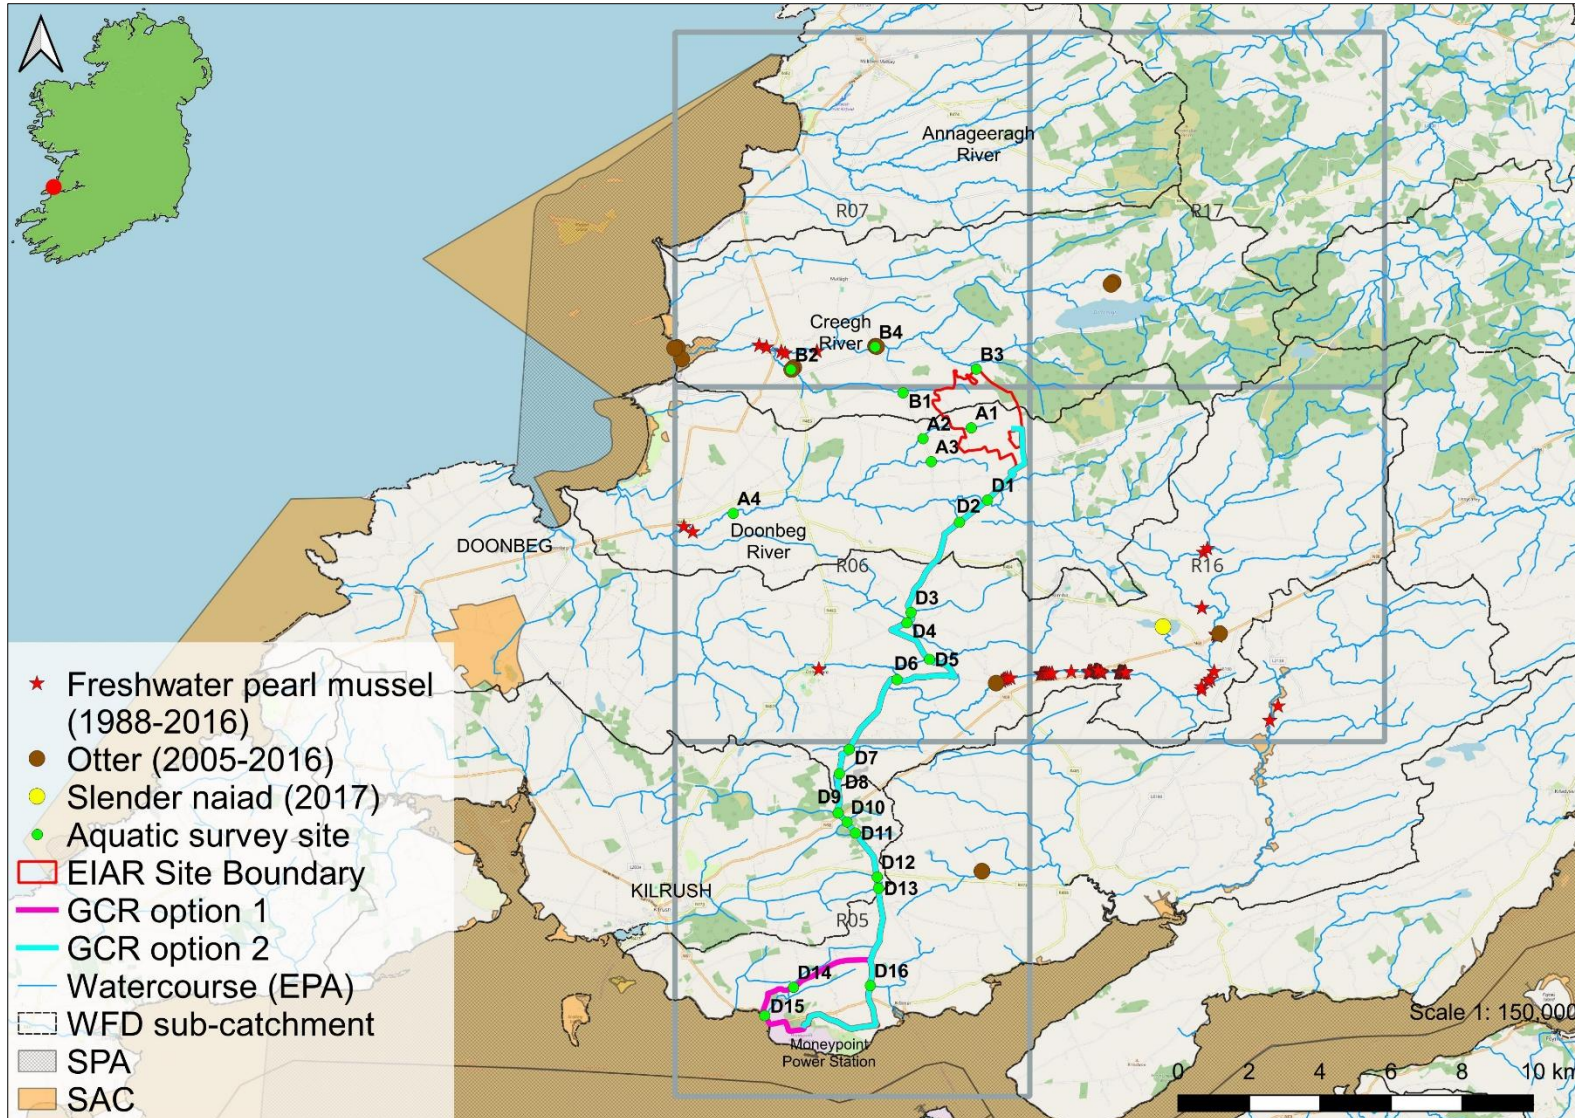 Annageeragh
River
R07
R17
Creegh
River
B4
B2
B3
B1
A1
A2
A3
A4
D1
D2
Doonbeg
River
DOONBEG
R06
R16
D3
D4
D5
D6
D7
D8
D9
D10
D11
D12
D13
KILRUSH
R05
D14
D15
D16
Moneypoint
Power Station
Freshwater pearl mussel
(1988-2016)
Otter (2005-2016)
Slender naiad (2017)
Aquatic survey site
EIAR Site Boundary
GCR option 1
GCR option 2
Watercourse (EPA)
WFD sub-catchment
SPA
SAC
Scale 1: 150,000
0 2 4 6 8 10 km